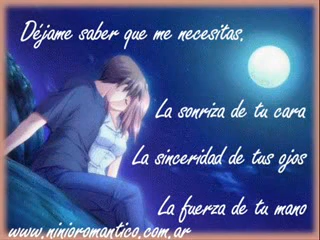 Déjame saber que me necesitas.
La sonriza de tu cara
La sinceridad de tus ojos
La fuerza de tu mano
www.ninioromantico.com.ar